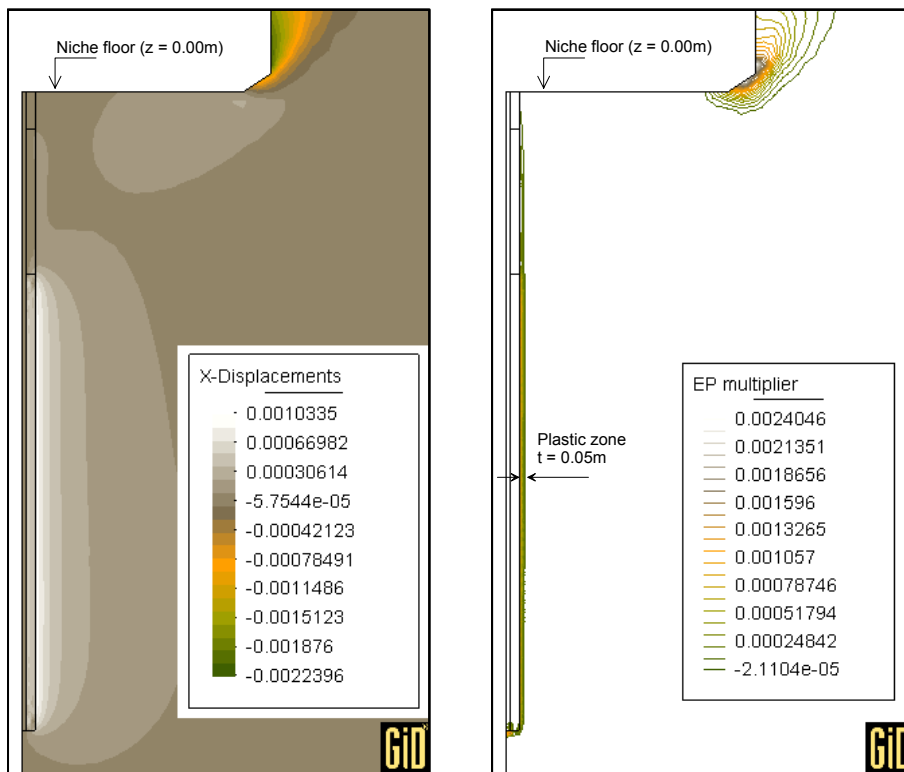 Niche floor (z = 0.00m)
X-Displacements
0.0010335
0.00066982
0.00030614
-5.7544e-05
-0.00042123
-0.00078491
-0.0011486
-0.0015123
-0.001876
-0.0022396
GiD
Niche floor (z = 0.00m)
Plastic zone
t = 0.05m
EP multiplier
0.0024046
0.0021351
0.0018656
0.001596
0.0013265
0.001057
0.00078746
0.00051794
0.00024842
-2.1104e-05
GiD